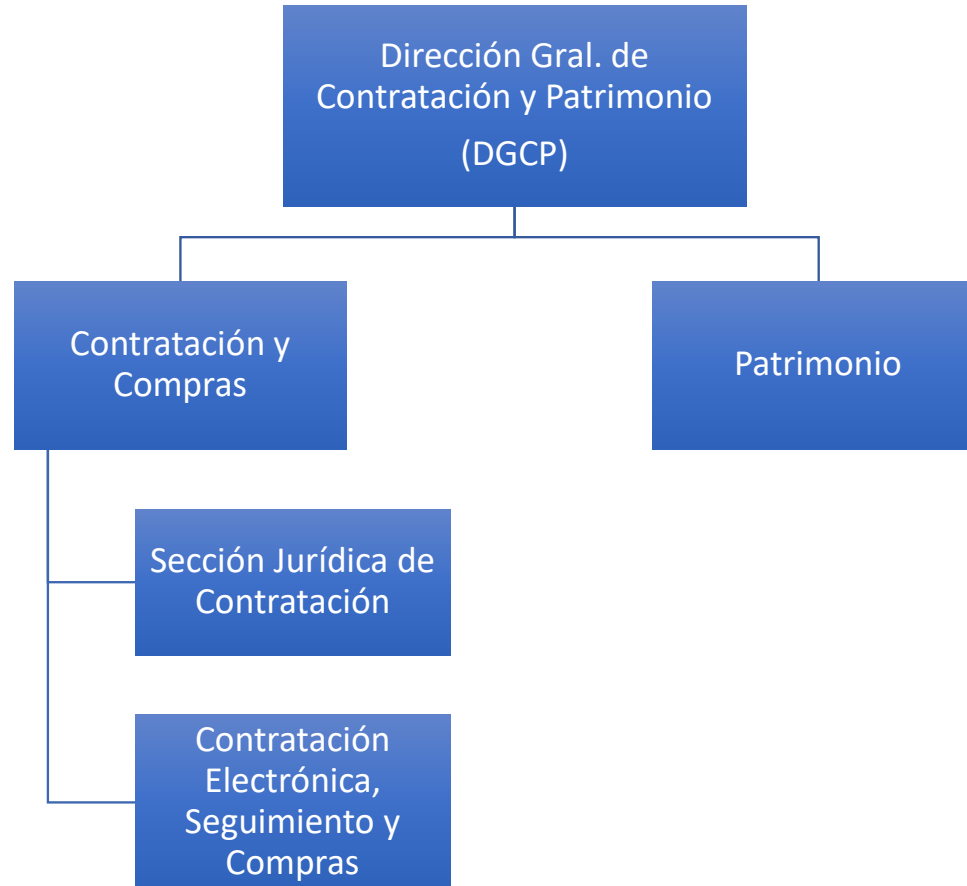 Dirección Gral. de
Contratación y Patrimonio
(DGCP)
Contratación y
Compras
Patrimonio
Sección Jurídica de
Contratación
Contratación
Electrónica,
Seguimiento y
Compras